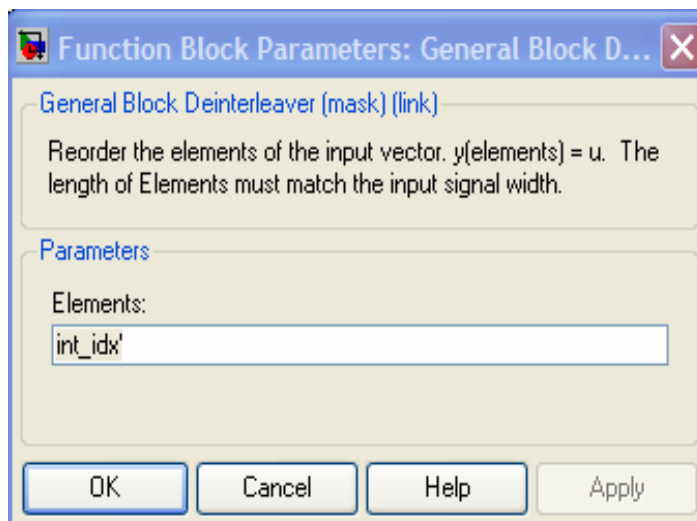 Function Block Parameters: General Block D...
General Block Deinterleaver (mask) (link)
Reorder the elements of the input vector. y(elements) = u.  The
length of Elements must match the input signal width.
Parameters
Elements:
int_idx'
OK Cancel Help Apply